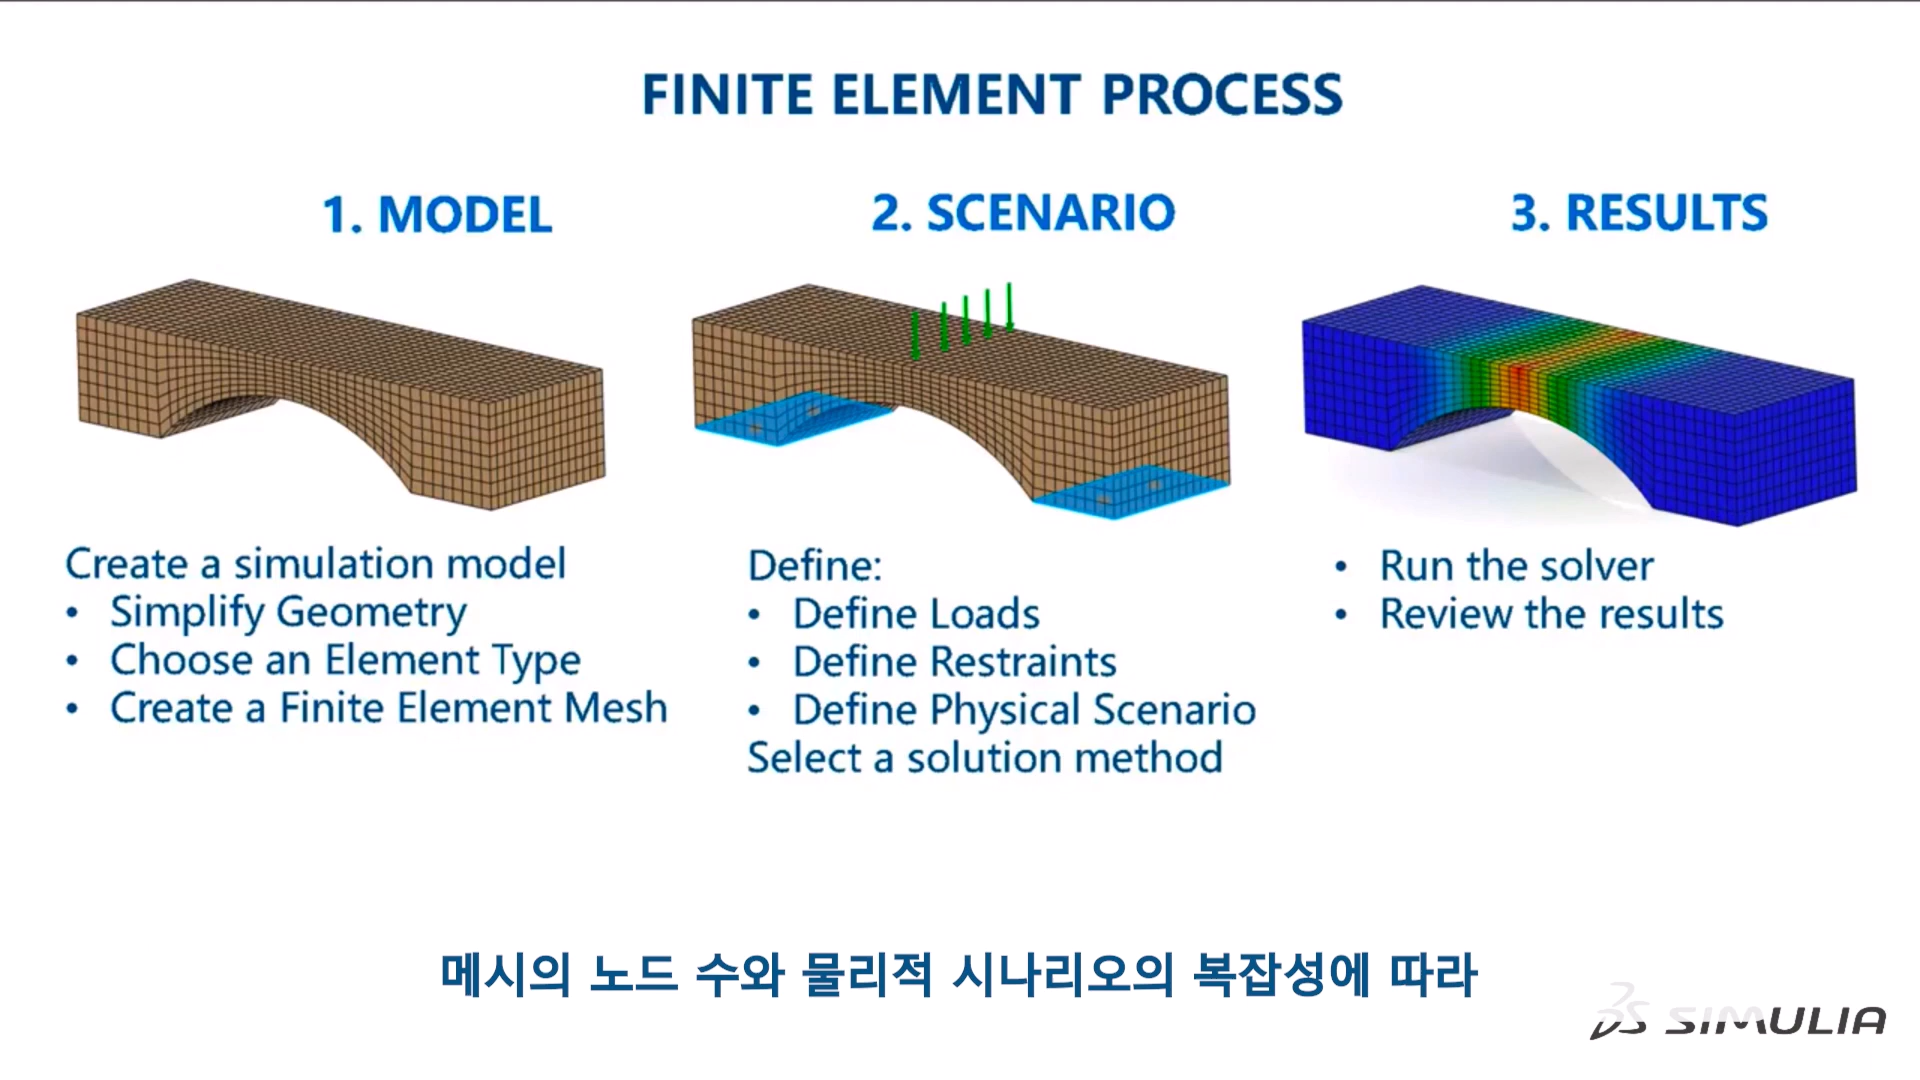 FINITE ELEMENT PROCESS
1. MODEL
Create a simulation model
• Simplify Geometry
• Choose an Element Type
• Create a Finite Element Mesh
2. SCENARIO
Define:
• Define Loads
• Define Restraints
• Define Physical Scenario
Select a solution method
3. RESULTS
• Run the solver
• Review the results
메시의 노드 수와 물리적 시나리오의 복잡성에 따라
SIMULIA